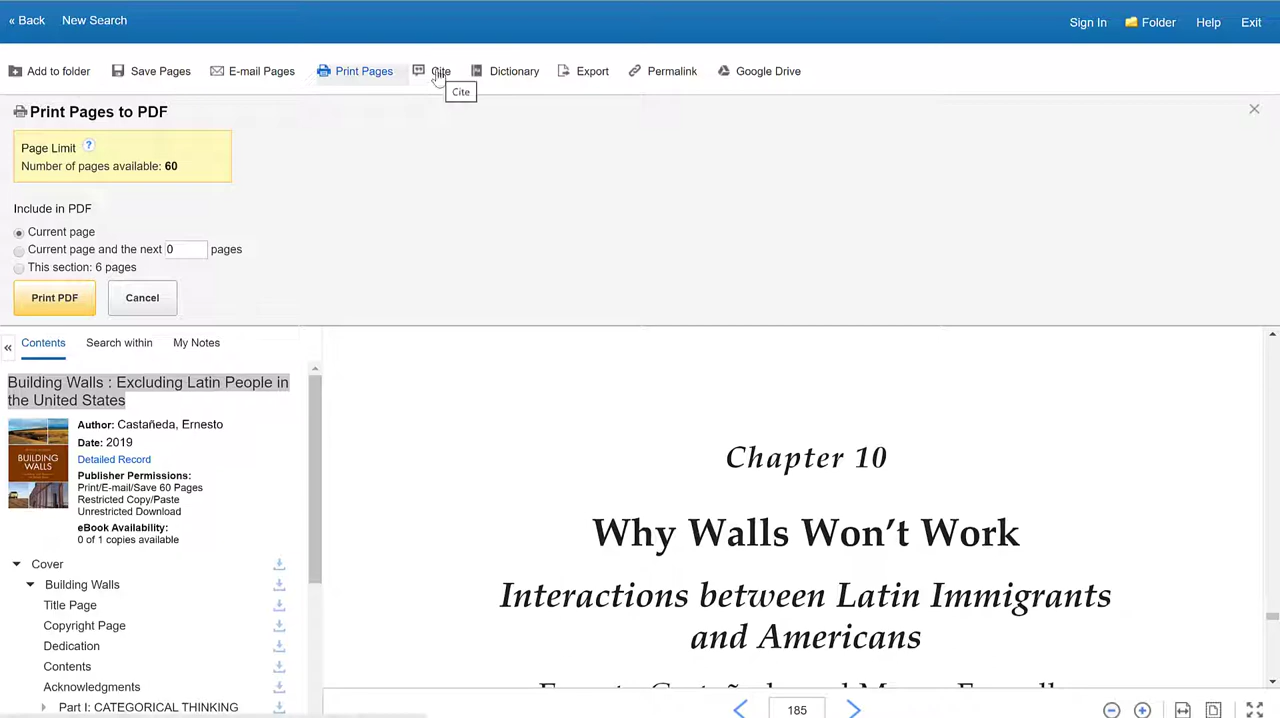 « Back New Search Sign In Folder Help Exit
Add to folder Save Pages E-mail Pages Print Pages Cite Dictionary Export Permalink Google Drive
Cite
Print Pages to PDF
Page Limit ?
Number of pages available: 60
Include in PDF
Current page
Current page and the next 0 pages
This section: 6 pages
Print PDF Cancel
« Contents Search within My Notes
Building Walls : Excluding Latin People in
the United States
BUILDING
WALLS
Author: Castañeda, Ernesto
Date: 2019
Detailed Record
Publisher Permissions:
Print/E-mail/Save 60 Pages
Restricted Copy/Paste
Unrestricted Download
eBook Availability:
0 of 1 copies available
Cover
Building Walls
Title Page
Copyright Page
Dedication
Contents
Acknowledgments
Part I: CATEGORICAL THINKING
Chapter 10
Why Walls Won't Work
Interactions between Latin Immigrants
and Americans
185